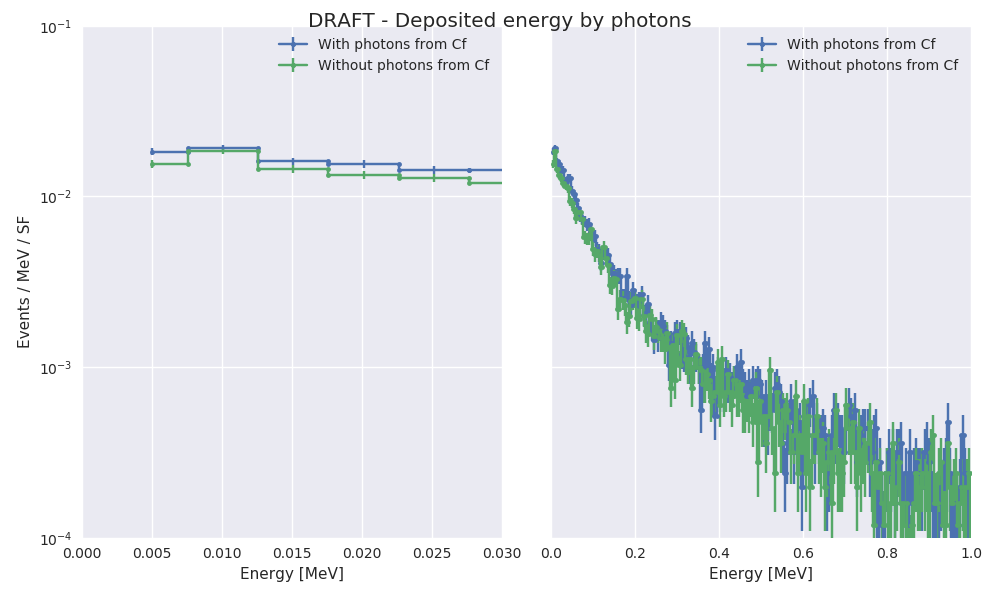 DRAFT - Deposited energy by photons
With photons from Cf
Without photons from Cf
With photons from Cf
Without photons from Cf
Events / MeV / SF
10⁻¹
10⁻²
10⁻³
10⁻⁴
0.000 0.005 0.010 0.015 0.020 0.025 0.030
0.0 0.2 0.4 0.6 0.8 1.0
Energy [MeV]
Energy [MeV]